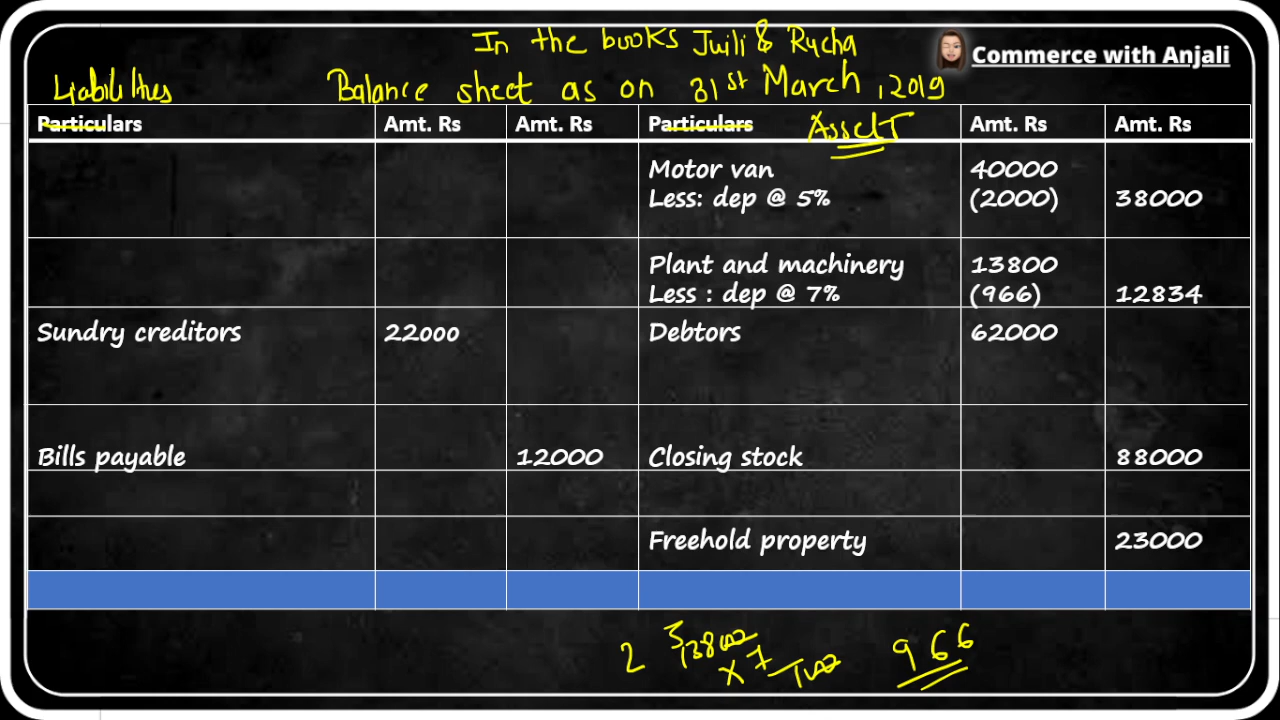 In the books Juili & Rucha
Commerce with Anjali
Liabilities Balance sheet as on 31st March, 2019
Particulars Amt. Rs Amt. Rs Particulars Asset Amt. Rs Amt. Rs
Motor van 40000
Less: dep @ 5% (2000) 38000
Plant and machinery 13800
Less : dep @ 7% (966) 12834
Sundry creditors 22000 Debtors 62000
Bills payable 12000 Closing stock 88000
Freehold property 23000
13800
x 7 966